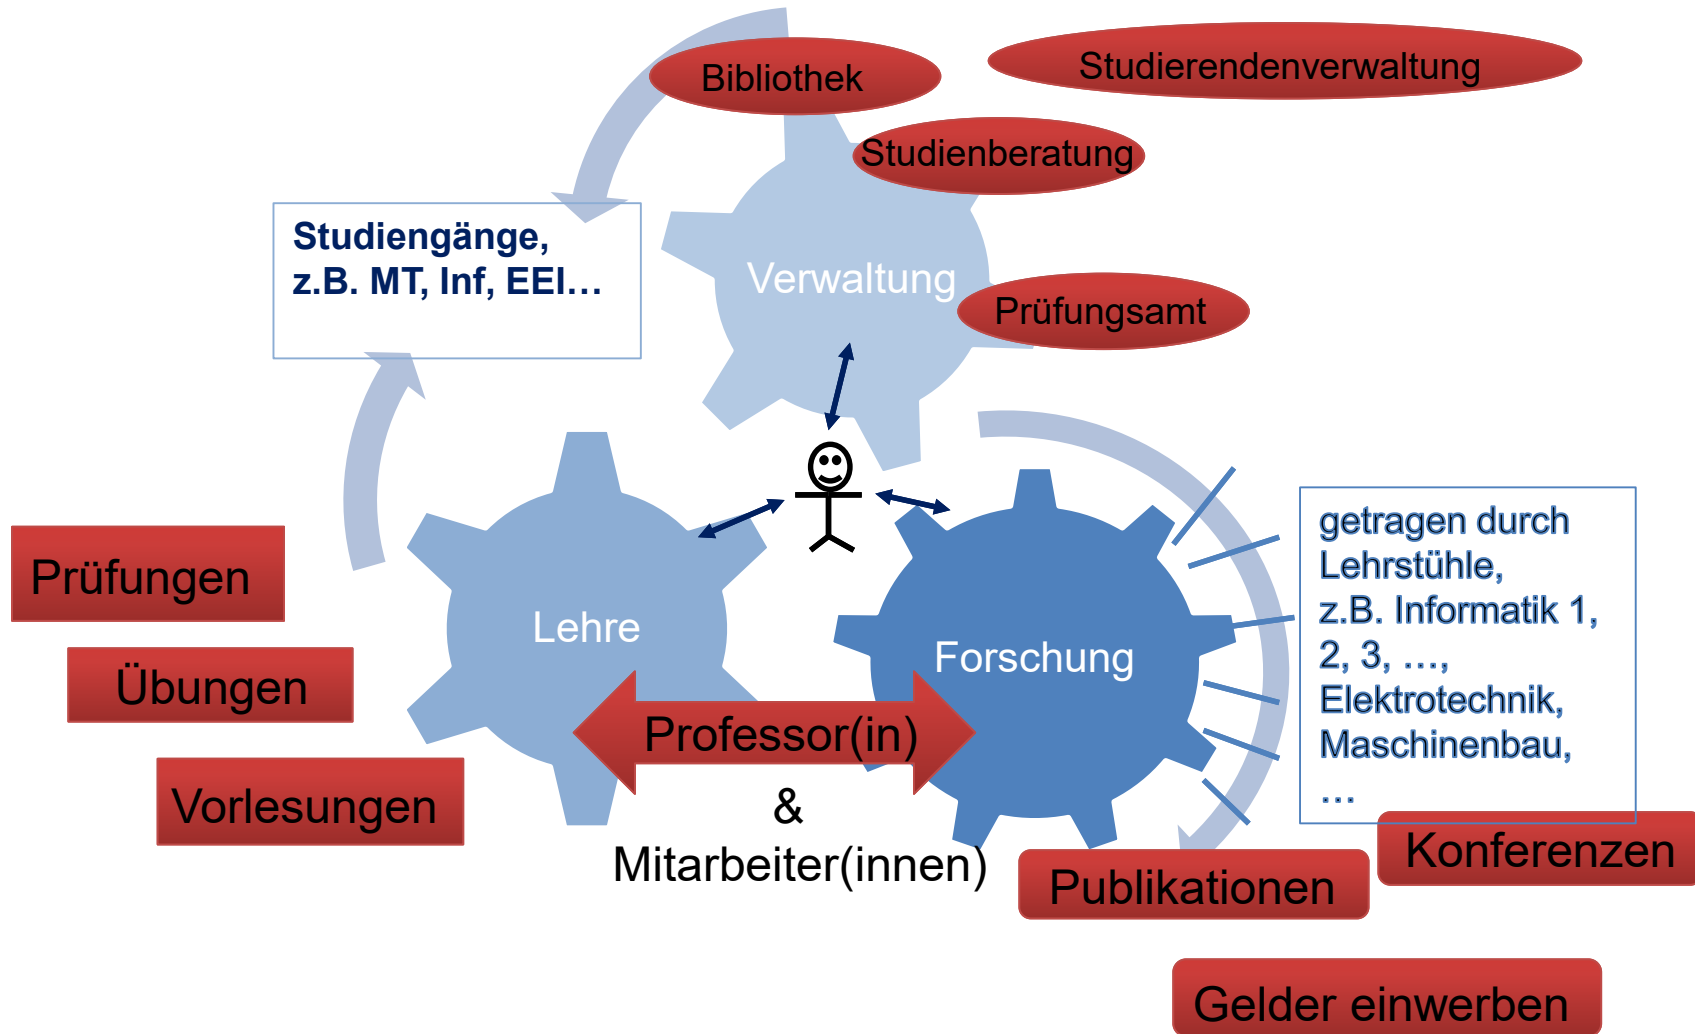 Bibliothek
Studierendenverwaltung
Studienberatung
Studiengänge,
z.B. MT, Inf, EEI…
Verwaltung
Prüfungsamt
getragen durch
Lehrstühle,
z.B. Informatik 1,
2, 3, …,
Elektrotechnik,
Maschinenbau,
…
Prüfungen
Lehre
Forschung
Übungen
Professor(in)
&
Mitarbeiter(innen)
Vorlesungen
Konferenzen
Publikationen
Gelder einwerben